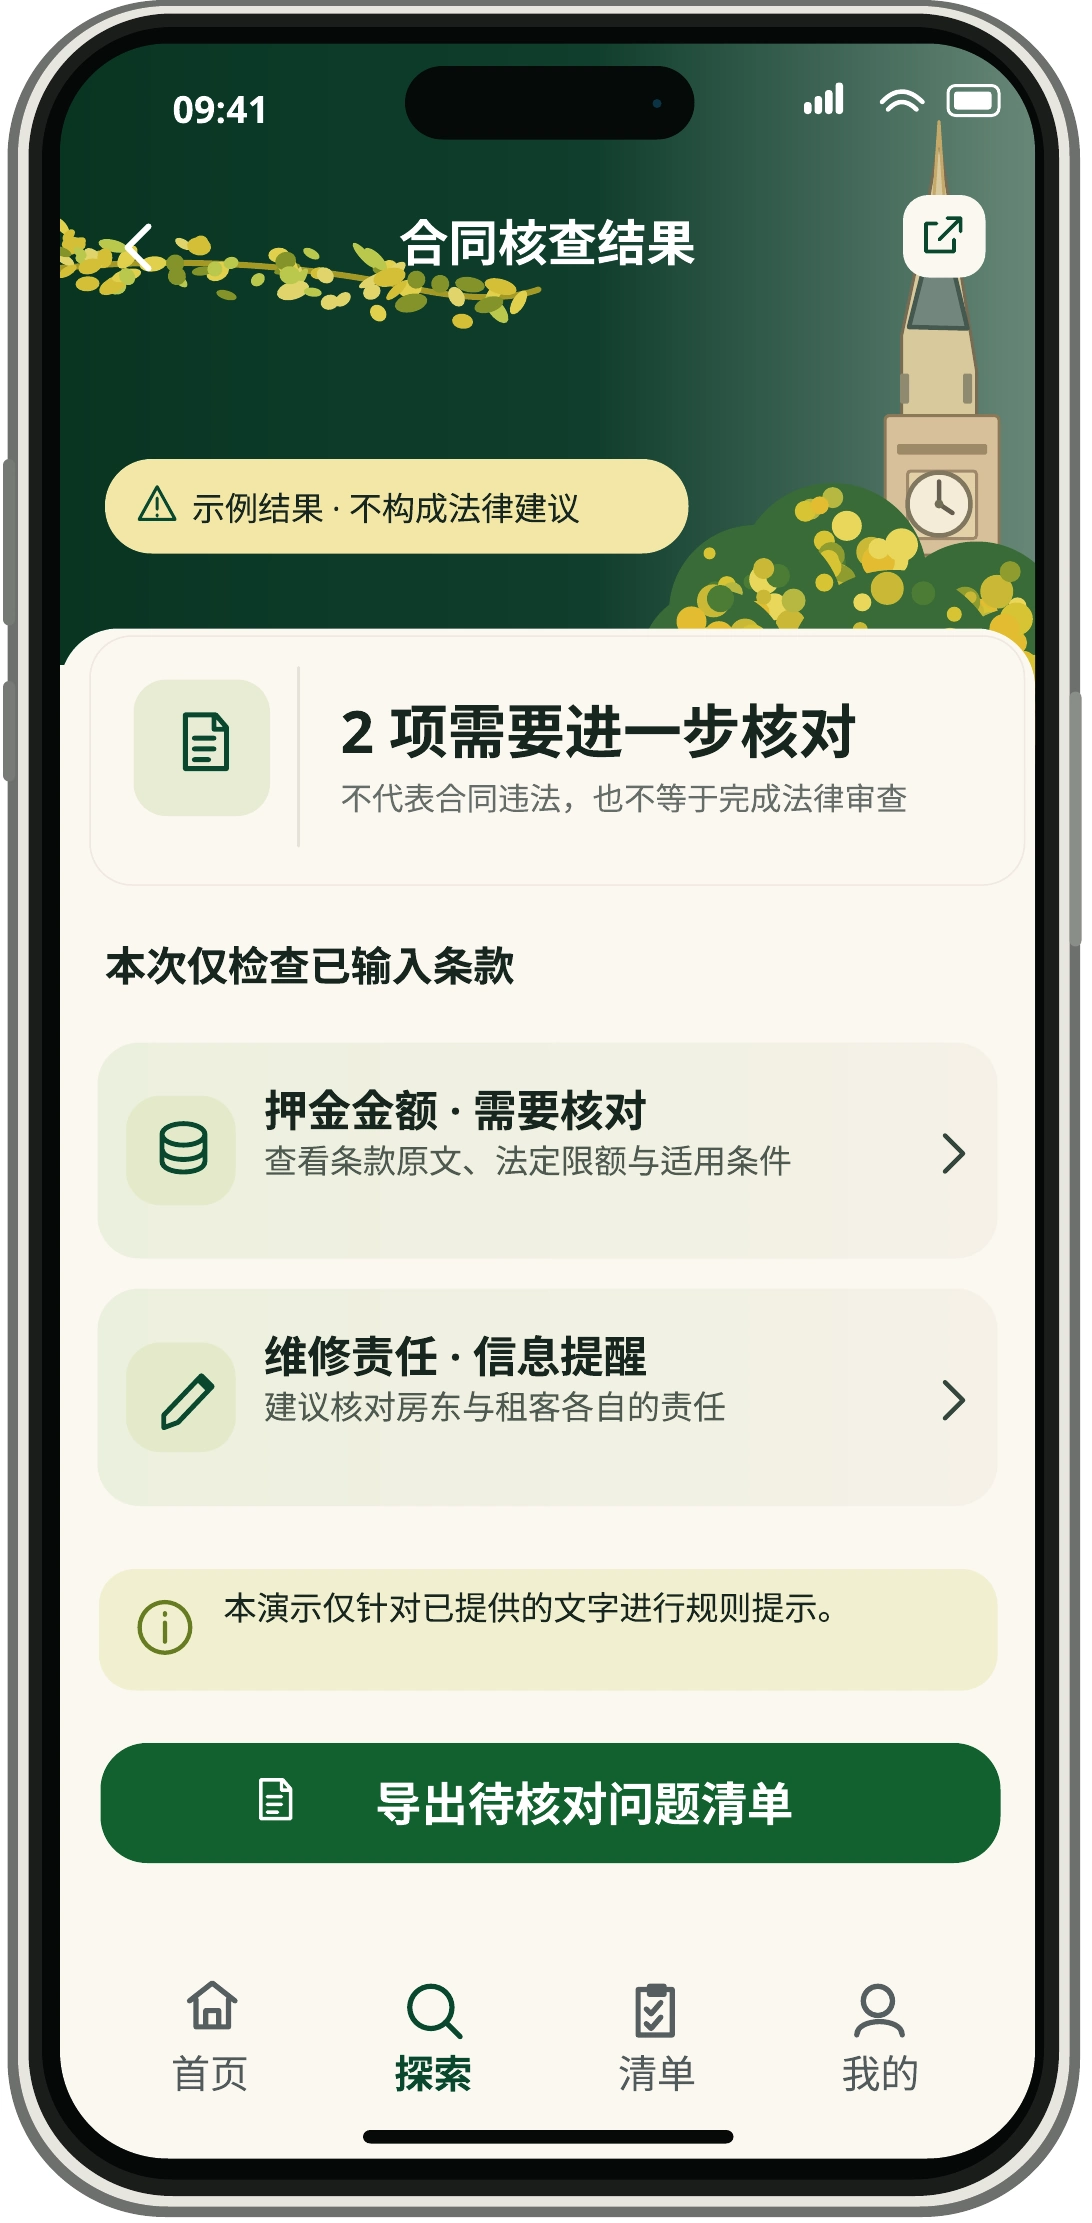 09:41
合同核查结果
示例结果 · 不构成法律建议
2 项需要进一步核对
不代表合同违法，也不等于完成法律审查
本次仅检查已输入条款
押金金额 · 需要核对
查看条款原文、法定限额与适用条件
维修责任 · 信息提醒
建议核对房东与租客各自的责任
本演示仅针对已提供的文字进行规则提示。
导出待核对问题清单
首页
探索
清单
我的